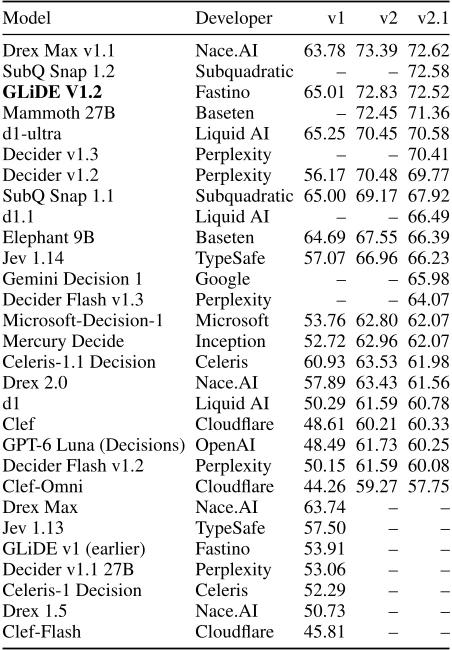 Model Developer v1 v2 v2.1
Drex Max v1.1 Nace.AI 63.78 73.39 72.62
SubQ Snap 1.2 Subquadratic – – 72.58
GLiDE V1.2 Fastino 65.01 72.83 72.52
Mammoth 27B Baseten – 72.45 71.36
d1-ultra Liquid AI 65.25 70.45 70.58
Decider v1.3 Perplexity – – 70.41
Decider v1.2 Perplexity 56.17 70.48 69.77
SubQ Snap 1.1 Subquadratic 65.00 69.17 67.92
d1.1 Liquid AI – – 66.49
Elephant 9B Baseten 64.69 67.55 66.39
Jev 1.14 TypeSafe 57.07 66.96 66.23
Gemini Decision 1 Google – – 65.98
Decider Flash v1.3 Perplexity – – 64.07
Microsoft-Decision-1 Microsoft 53.76 62.80 62.07
Mercury Decide Inception 52.72 62.96 62.07
Celeris-1.1 Decision Celeris 60.93 63.53 61.98
Drex 2.0 Nace.AI 57.89 63.43 61.56
d1 Liquid AI 50.29 61.59 60.78
Clef Cloudflare 48.61 60.21 60.33
GPT-6 Luna (Decisions) OpenAI 48.49 61.73 60.25
Decider Flash v1.2 Perplexity 50.15 61.59 60.08
Clef-Omni Cloudflare 44.26 59.27 57.75
Drex Max Nace.AI 63.74 – –
Jev 1.13 TypeSafe 57.50 – –
GLiDE v1 (earlier) Fastino 53.91 – –
Decider v1.1 27B Perplexity 53.06 – –
Celeris-1 Decision Celeris 52.29 – –
Drex 1.5 Nace.AI 50.73 – –
Clef-Flash Cloudflare 45.81 – –